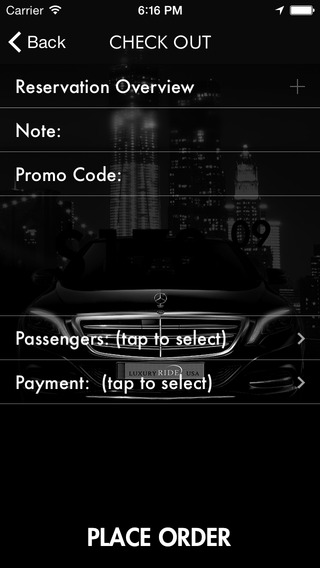 Carrier 6:16 PM
Back CHECK OUT
Reservation Overview
Note:
Promo Code:
Passengers: (tap to select)
Payment: (tap to select)
LUXURY RIDE USA
PLACE ORDER